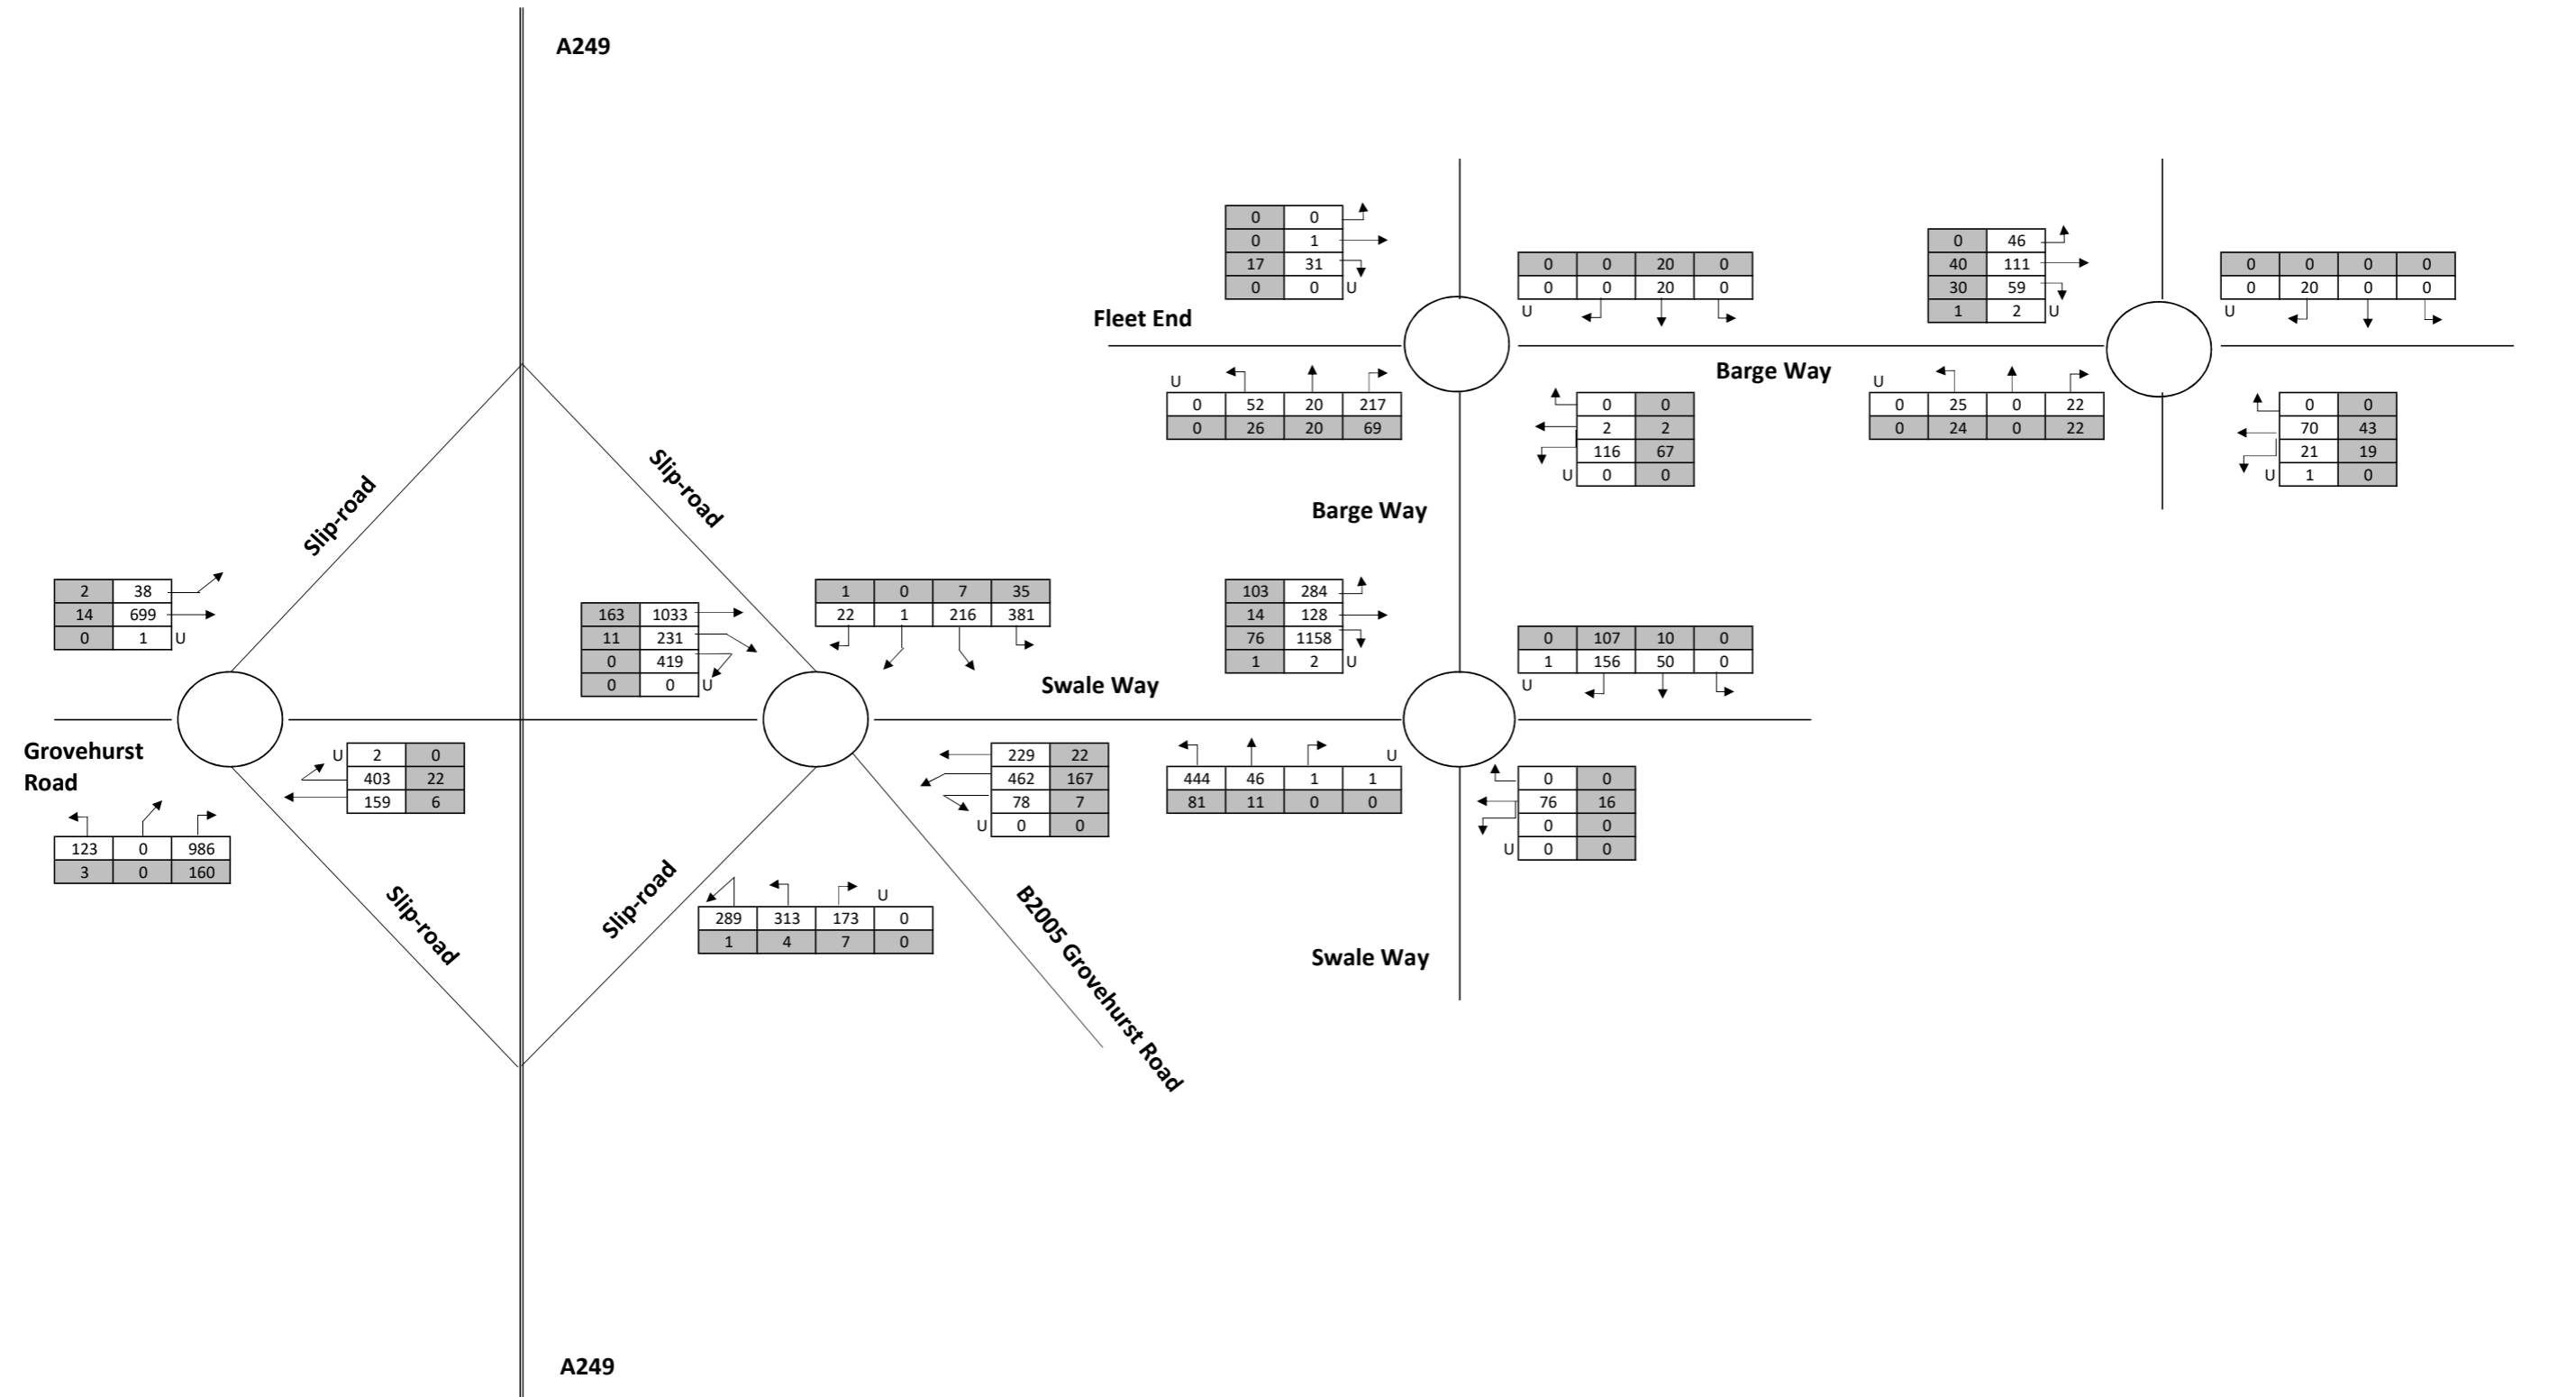 A249
0 0
0 1
17 31
0 0 U
0 0 20 0
0 0 20 0
U
0 46
40 111
30 59
1 2 U
0 0 0 0
0 20 0 0
U
Fleet End
Barge Way
U
0 52 20 217
0 26 20 69
0 0
2 2
116 67
U 0 0
U
0 25 0 22
0 24 0 22
0 0
70 43
21 19
U 1 0
Slip-road
Slip-road
Barge Way
2 38
14 699
0 1 U
163 1033
11 231
0 419
0 0 U
1 0 7 35
22 1 216 381
103 284
14 128
76 1158
1 2 U
0 107 10 0
1 156 50 0
U
Swale Way
Grovehurst
Road
U 2 0
403 22
159 6
229 22
462 167
78 7
U 0 0
U
444 46 1 1
81 11 0 0
0 0
76 16
0 0
U 0 0
123 0 986
3 0 160
Slip-road
Slip-road
U
289 313 173 0
1 4 7 0
B2005 Grovehurst Road
Swale Way
A249